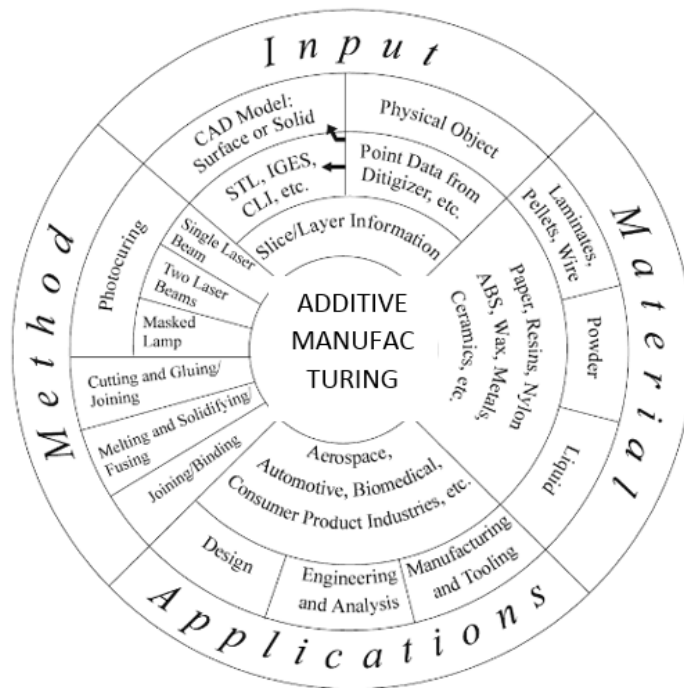 Input
CAD Model:
Surface or Solid
Physical Object
STL, IGES,
CLI, etc.
Point Data from
Ditigizer, etc.
Slice/Layer Information
Method
Photocuring
Single Laser
Beam
Two Laser
Beams
Masked
Lamp
Cutting and Gluing/
Joining
Melting and Solidifying/
Fusing
Joining/Binding
ADDITIVE
MANUFAC
TURING
Material
Laminates,
Pellets, Wire
Powder
Liquid
Paper, Resins, Nylon
ABS, Wax, Metals,
Ceramics, etc.
Aerospace,
Automotive, Biomedical,
Consumer Product Industries, etc.
Design
Engineering
and Analysis
Manufacturing
and Tooling
Applications